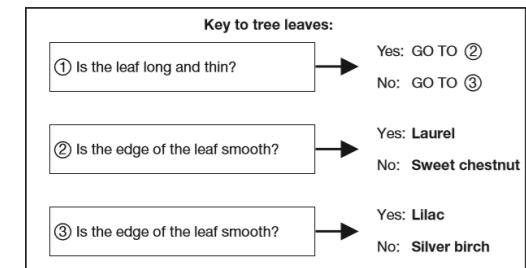 Key to tree leaves:
① Is the leaf long and thin?
Yes: GO TO ②
No: GO TO ③
② Is the edge of the leaf smooth?
Yes: Laurel
No: Sweet chestnut
③ Is the edge of the leaf smooth?
Yes: Lilac
No: Silver birch